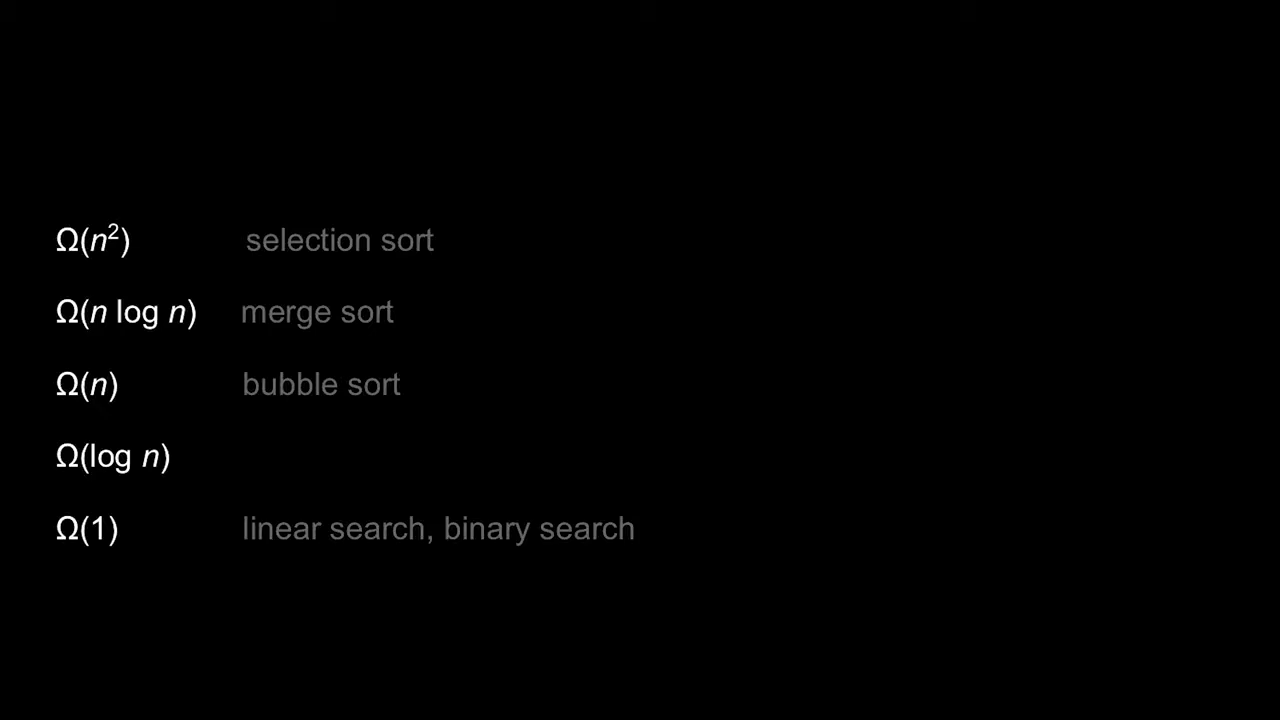 Ω(n²) selection sort
Ω(n log n) merge sort
Ω(n) bubble sort
Ω(log n)
Ω(1) linear search, binary search